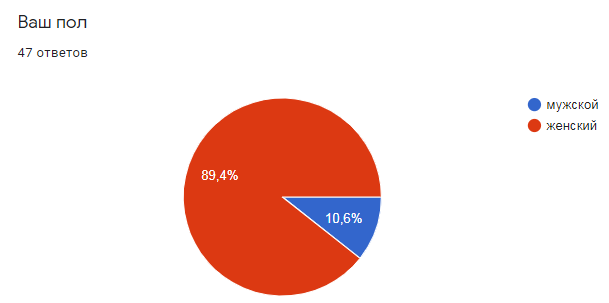 Ваш пол
47 ответов
мужской
женский
89,4%
10,6%